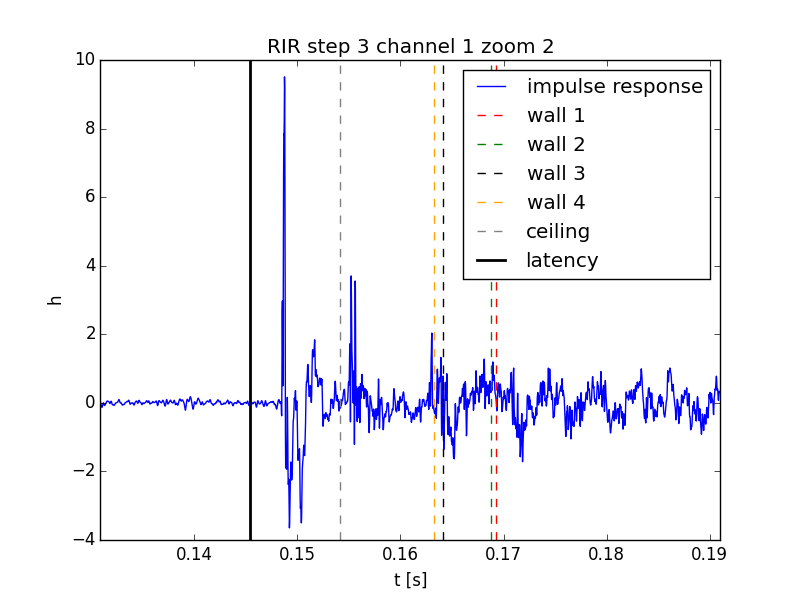 RIR step 3 channel 1 zoom 2
10
8
6
4
2
0
−2
−4
h
impulse response
wall 1
wall 2
wall 3
wall 4
ceiling
latency
0.14 0.15 0.16 0.17 0.18 0.19
t [s]